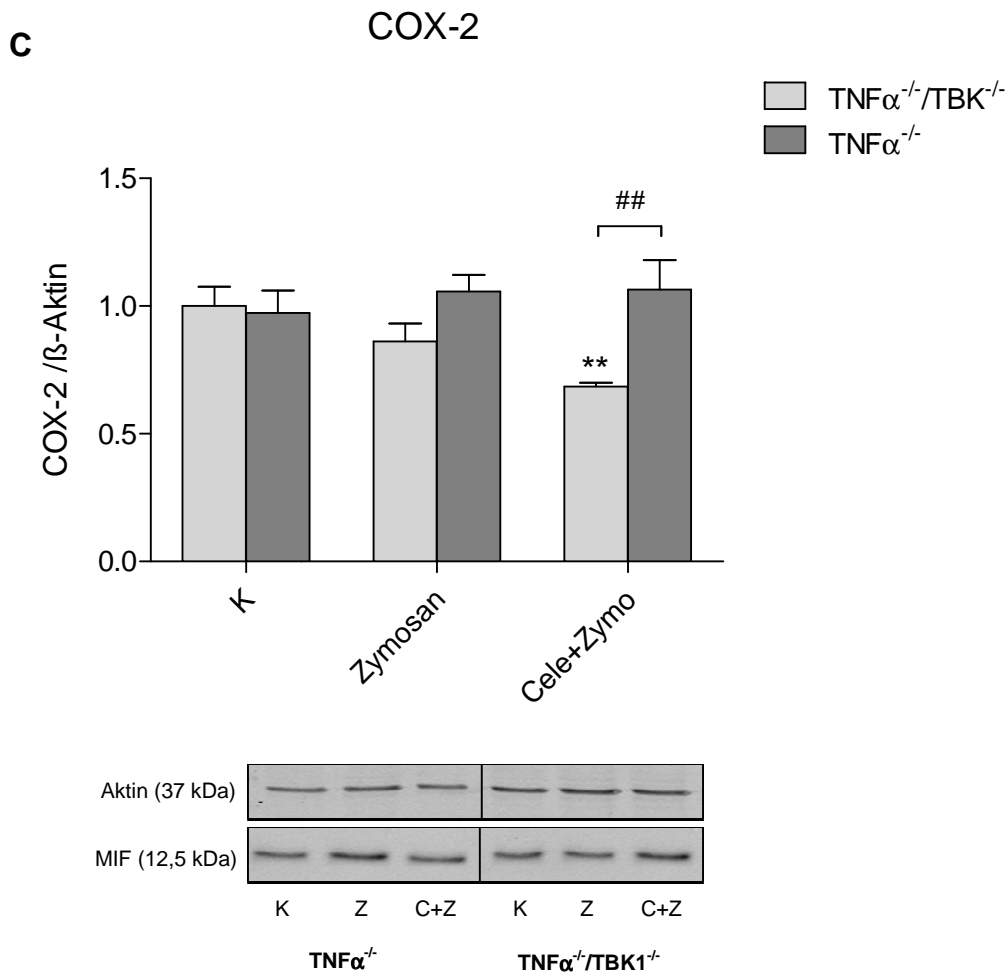 C
COX-2
TNFα-/-/TBK-/-
TNFα-/-
COX-2 /ß-Aktin
1.5
1.0
0.5
0.0
##
**
K
Zymosan
Cele+Zymo
Aktin (37 kDa)
MIF (12,5 kDa)
K Z C+Z K Z C+Z
TNFα-/- TNFα-/-/TBK1-/-